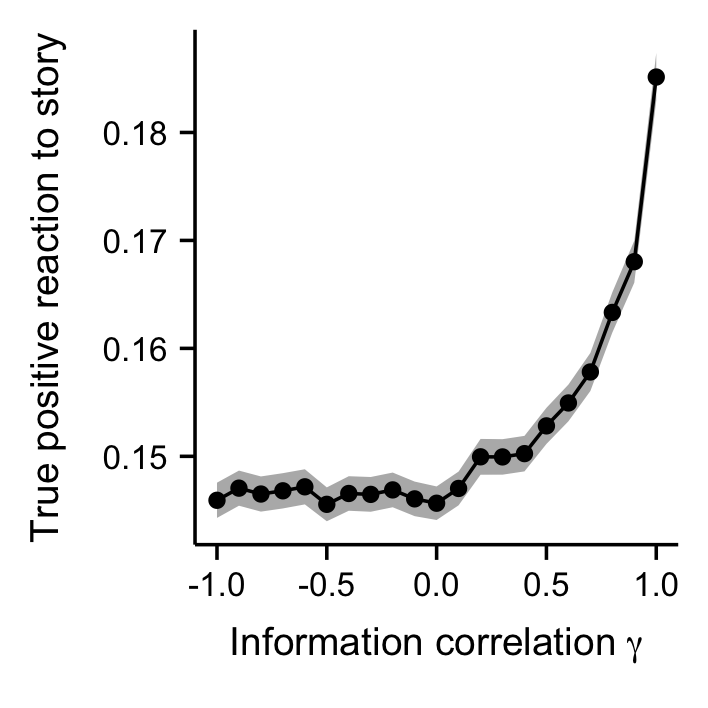 True positive reaction to story
0.18
0.17
0.16
0.15
-1.0 -0.5 0.0 0.5 1.0
Information correlation γ